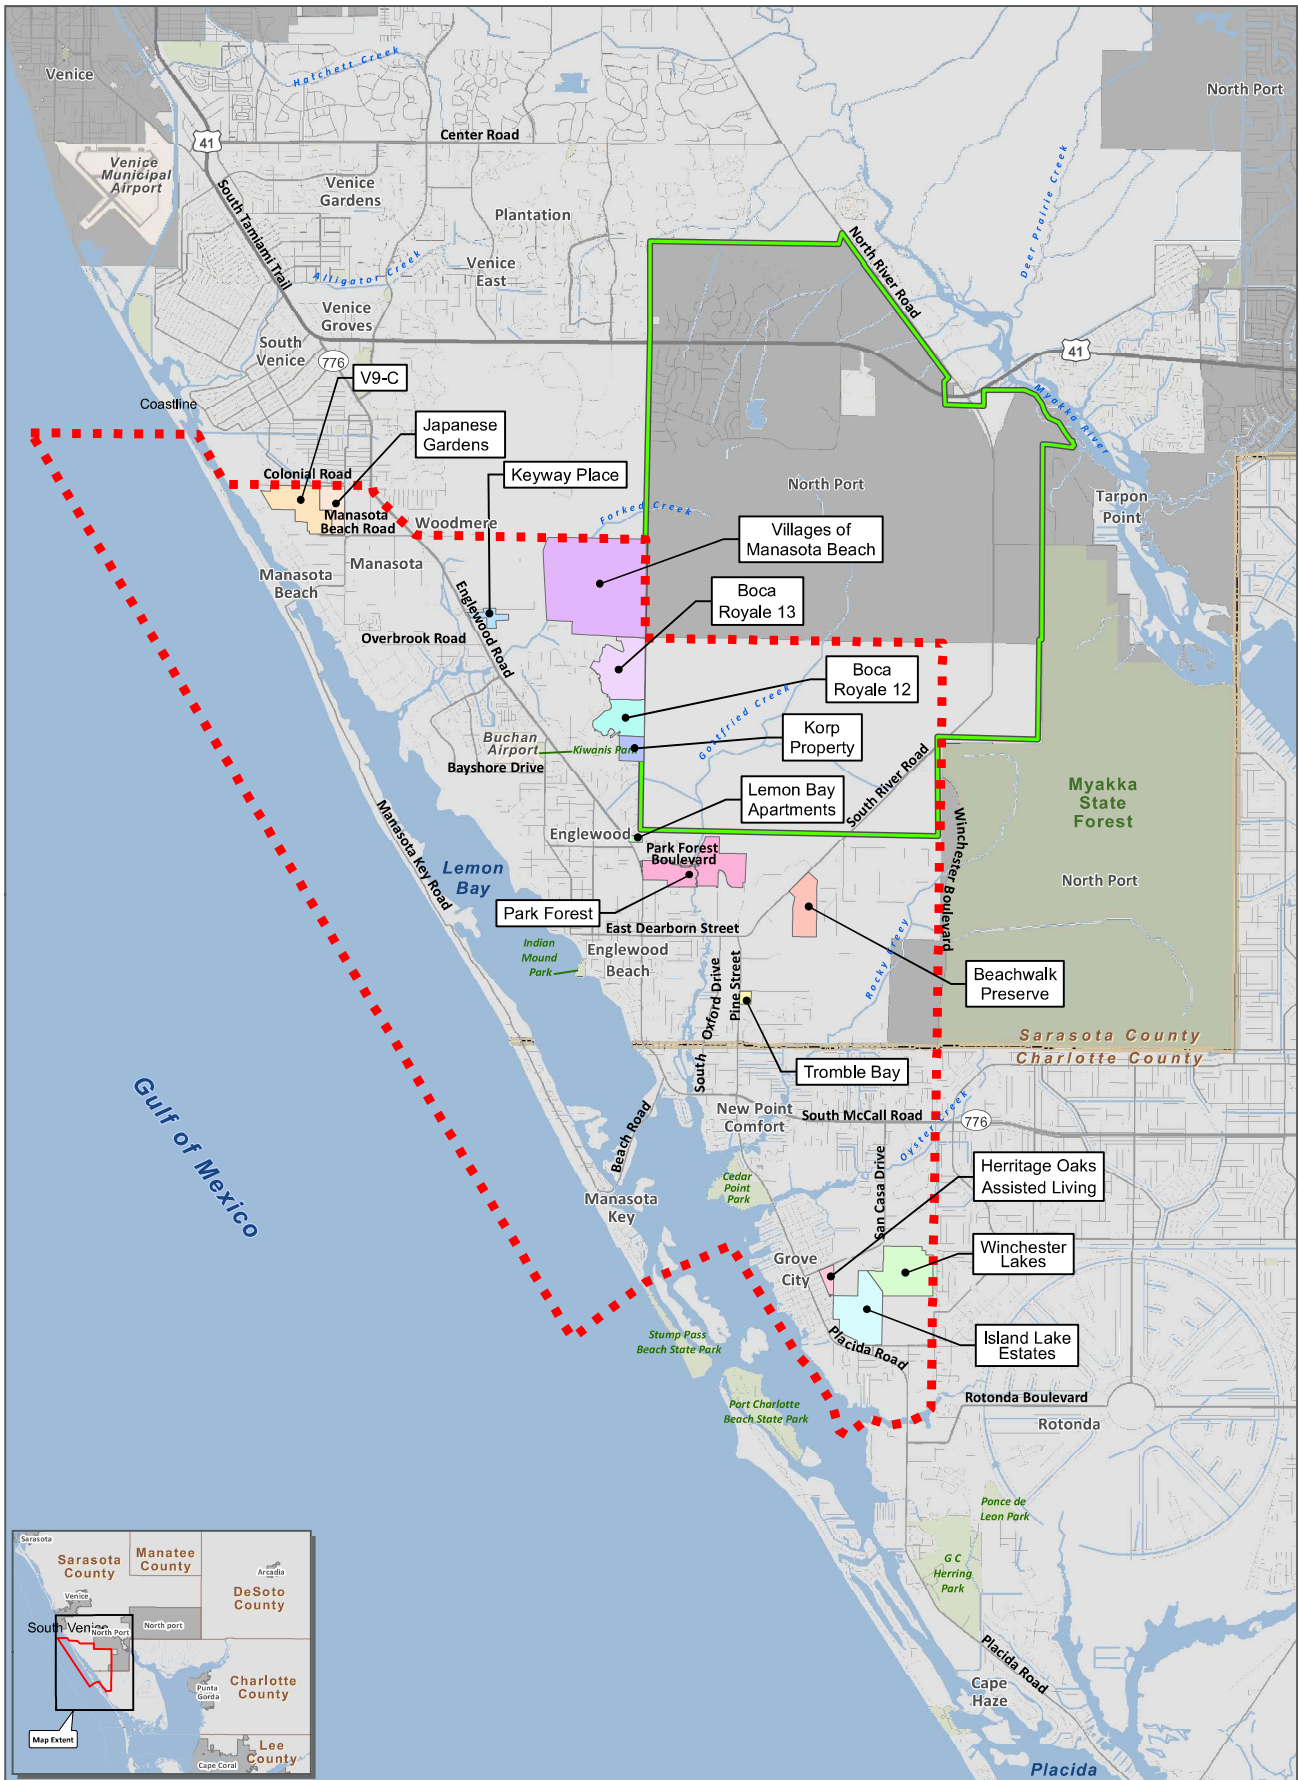 Venice
Hatchett Creek
North Port
41
Center Road
Venice
Municipal
Airport
Venice
Gardens
Plantation
Deer Prairie Creek
South Tamiami Trail
Alligator Creek
Venice
East
North River Road
Venice
Groves
South
Venice
776
41
V9-C
Coastline
Myakka River
Japanese
Gardens
Colonial Road
Keyway Place
North Port
Tarpon
Point
Manasota
Beach Road
Woodmere
Forked Creek
Villages of
Manasota Beach
Manasota
Manasota
Beach
Englewood Road
Boca
Royale 13
Overbrook Road
Boca
Royale 12
Gottfried Creek
Korp
Property
Buchan
Airport
Kiwanis Park
Bayshore Drive
South River Road
Lemon Bay
Apartments
Myakka
State
Forest
Manasota Key Road
Englewood
Park Forest
Boulevard
Winchester Boulevard
Lemon
Bay
North Port
Park Forest
East Dearborn Street
Indian
Mound
Park
Englewood
Beach
Rocky Creey
Beachwalk
Preserve
South Oxford Drive
Pine Street
Sarasota County
Charlotte County
Tromble Bay
Gulf of Mexico
New Point
Comfort
South McCall Road
776
Oyster Creek
Beach Road
San Casa Drive
Herritage Oaks
Assisted Living
Cedar
Point
Park
Manasota
Key
Winchester
Lakes
Grove
City
Stump Pass
Beach State Park
Placida Road
Island Lake
Estates
Port Charlotte
Beach State Park
Rotonda Boulevard
Rotonda
Ponce de
Leon Park
G C
Herring
Park
Placida Road
Cape
Haze
Placida
Sarasota
Sarasota
County
Manatee
County
Arcadia
DeSoto
County
Venice
South Venice
North Port
North port
Charlotte
County
Punta
Gorda
Map Extent
Lee
County
Cape Coral